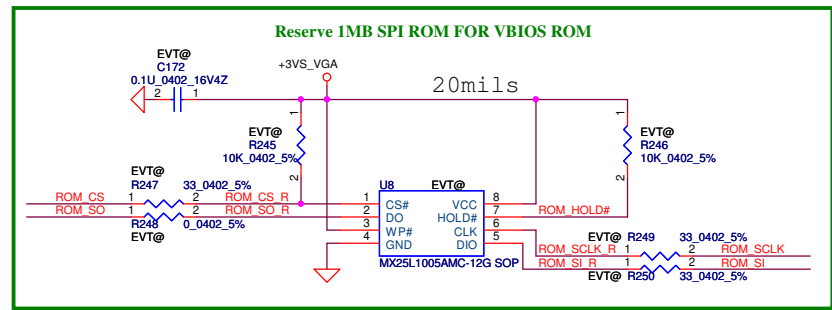 Reserve 1MB SPI ROM FOR VBIOS ROM
EVT@
C172
0.1U_0402_16V4Z
2 1
+3VS_VGA
20mils
1
EVT@
R245
10K_0402_5%
2
1
EVT@
R246
10K_0402_5%
2
EVT@
R247 33_0402_5%
ROM_CS 1 2 ROM_CS_R
ROM_SO 1 2 ROM_SO_R
R248 0_0402_5%
EVT@
U8 EVT@
1 CS# VCC 8
2 DO HOLD# 7 ROM_HOLD#
3 WP# CLK 6
4 GND DIO 5
MX25L1005AMC-12G SOP
EVT@ R249 33_0402_5%
ROM_SCLK_R 1 2 ROM_SCLK
ROM_SI_R 1 2 ROM_SI
EVT@ R250 33_0402_5%